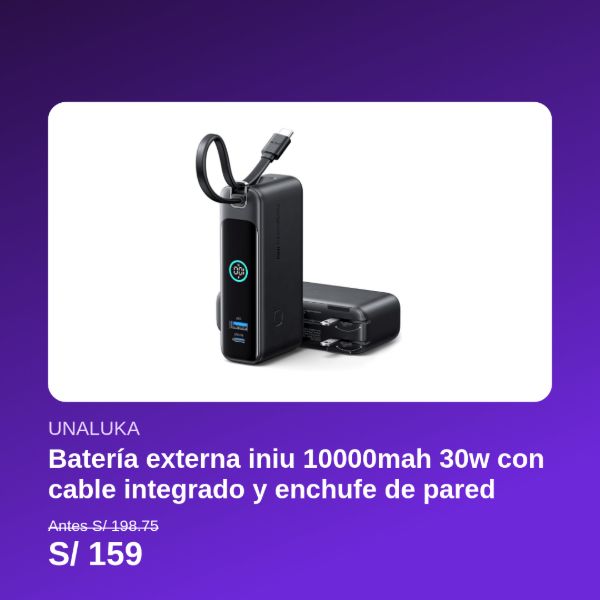 UNALUKA
Batería externa iniu 10000mah 30w con
cable integrado y enchufe de pared
Antes S/ 198.75
S/ 159